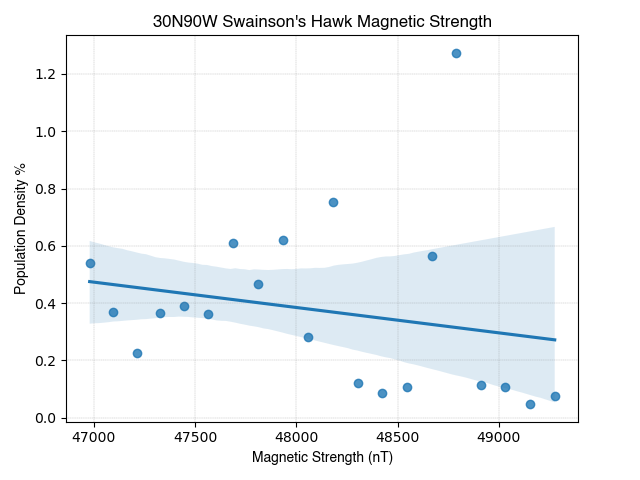 30N90W Swainson's Hawk Magnetic Strength
Population Density %
1.2
1.0
0.8
0.6
0.4
0.2
0.0
47000 47500 48000 48500 49000
Magnetic Strength (nT)